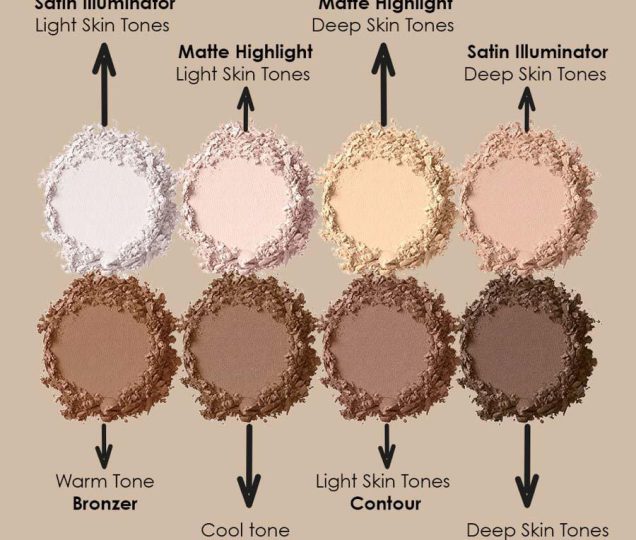 Satin Illuminator
Light Skin Tones
Matte Highlight
Light Skin Tones
Matte Highlight
Deep Skin Tones
Satin Illuminator
Deep Skin Tones
Warm Tone
Bronzer
Cool tone
Light Skin Tones
Contour
Deep Skin Tones